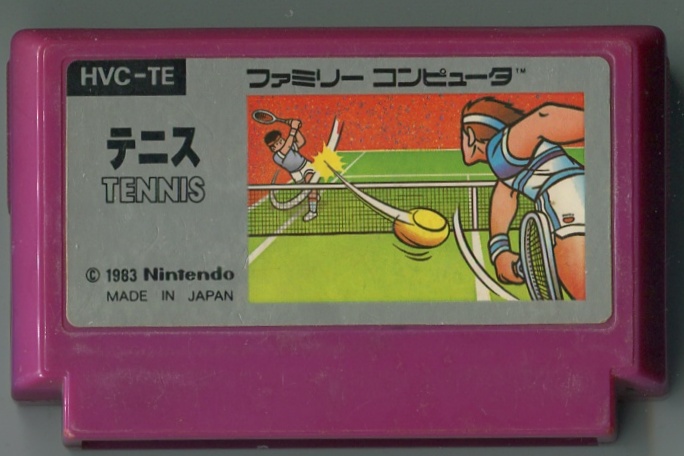 HVC-TE
ファミリー コンピュータ™
テニス
TENNIS
© 1983 Nintendo
MADE IN JAPAN